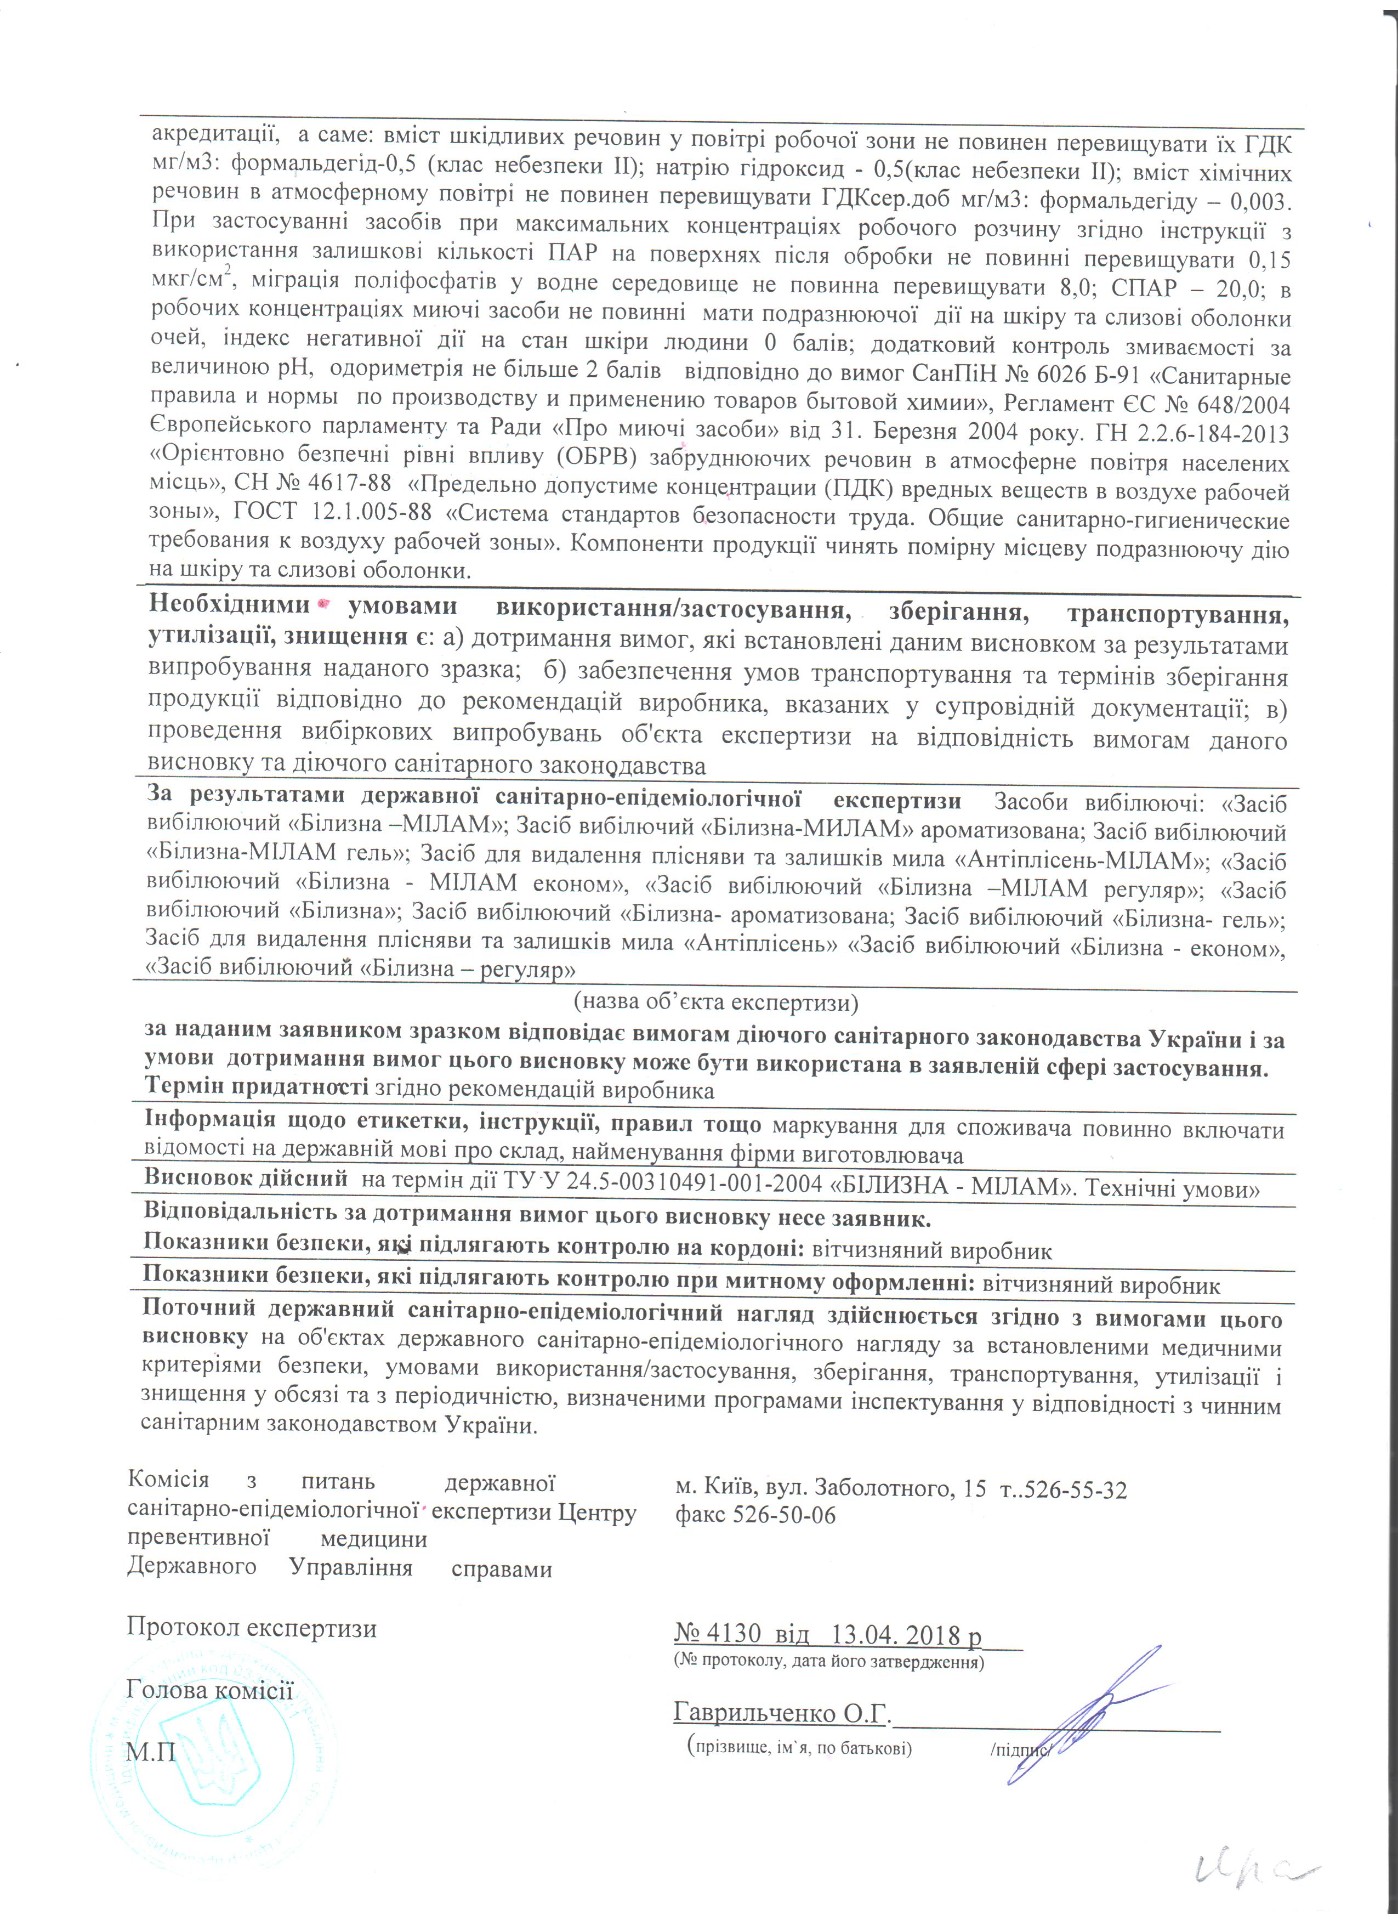 акредитації, а саме: вміст шкідливих речовин у повітрі робочої зони не повинен перевищувати їх ГДК
мг/м3: формальдегід-0,5 (клас небезпеки II); натрію гідроксид - 0,5(клас небезпеки II); вміст хімічних
речовин в атмосферному повітрі не повинен перевищувати ГДКсер.доб мг/м3: формальдегіду – 0,003.
При застосуванні засобів при максимальних концентраціях робочого розчину згідно інструкції з
використання залишкові кількості ПАР на поверхнях після обробки не повинні перевищувати 0,15
мкг/см², міграція поліфосфатів у водне середовище не повинна перевищувати 8,0; СПАР – 20,0; в
робочих концентраціях миючі засоби не повинні мати подразнюючої дії на шкіру та слизові оболонки
очей, індекс негативної дії на стан шкіри людини 0 балів; додатковий контроль змиваємості за
величиною рН, одориметрія не більше 2 балів відповідно до вимог СанПіН № 6026 Б-91 «Санитарные
правила и нормы по производству и применению товаров бытовой химии», Регламент ЄС № 648/2004
Європейського парламенту та Ради «Про миючі засоби» від 31. Березня 2004 року. ГН 2.2.6-184-2013
«Орієнтовно безпечні рівні впливу (ОБРВ) забруднюючих речовин в атмосферне повітря населених
місць», СН № 4617-88 «Предельно допустиме концентрации (ПДК) вредных веществ в воздухе рабочей
зоны», ГОСТ 12.1.005-88 «Система стандартов безопасности труда. Общие санитарно-гигиенические
требования к воздуху рабочей зоны». Компоненти продукції чинять помірну місцеву подразнюючу дію
на шкіру та слизові оболонки.
Необхідними умовами використання/застосування, зберігання, транспортування,
утилізації, знищення є: а) дотримання вимог, які встановлені даним висновком за результатами
випробування наданого зразка; б) забезпечення умов транспортування та термінів зберігання
продукції відповідно до рекомендацій виробника, вказаних у супровідній документації; в)
проведення вибіркових випробувань об'єкта експертизи на відповідність вимогам даного
висновку та діючого санітарного законодавства
За результатами державної санітарно-епідеміологічної експертизи Засоби вибілюючі: «Засіб
вибілюючий «Білизна –МІЛАМ»; Засіб вибілючий «Білизна-МИЛАМ» ароматизована; Засіб вибілюючий
«Білизна-МІЛАМ гель»; Засіб для видалення плісняви та залишків мила «Антіплісень-МІЛАМ»; «Засіб
вибілюючий «Білизна - МІЛАМ економ», «Засіб вибілюючий «Білизна –МІЛАМ регуляр»; «Засіб
вибілюючий «Білизна»; Засіб вибілюючий «Білизна- ароматизована; Засіб вибілюючий «Білизна- гель»;
Засіб для видалення плісняви та залишків мила «Антіплісень» «Засіб вибілюючий «Білизна - економ»,
«Засіб вибілюючий «Білизна – регуляр»
(назва об’єкта експертизи)
за наданим заявником зразком відповідає вимогам діючого санітарного законодавства України і за
умови дотримання вимог цього висновку може бути використана в заявленій сфері застосування.
Термін придатності згідно рекомендацій виробника
Інформація щодо етикетки, інструкції, правил тощо маркування для споживача повинно включати
відомості на державній мові про склад, найменування фірми виготовлювача
Висновок дійсний на термін дії ТУ У 24.5-00310491-001-2004 «БІЛИЗНА - МІЛАМ». Технічні умови»
Відповідальність за дотримання вимог цього висновку несе заявник.
Показники безпеки, які підлягають контролю на кордоні: вітчизняний виробник
Показники безпеки, які підлягають контролю при митному оформленні: вітчизняний виробник
Поточний державний санітарно-епідеміологічний нагляд здійснюється згідно з вимогами цього
висновку на об'єктах державного санітарно-епідеміологічного нагляду за встановленими медичними
критеріями безпеки, умовами використання/застосування, зберігання, транспортування, утилізації і
знищення у обсязі та з періодичністю, визначеними програмами інспектування у відповідності з чинним
санітарним законодавством України.
Комісія з питань державної
санітарно-епідеміологічної експертизи Центру
превентивної медицини
Державного Управління справами
м. Київ, вул. Заболотного, 15 т..526-55-32
факс 526-50-06
Протокол експертизи
№ 4130 від 13.04. 2018 р
(№ протоколу, дата його затвердження)
Голова комісії
Гаврильченко О.Г.
М.П
(прізвище, ім`я, по батькові) /підпис/